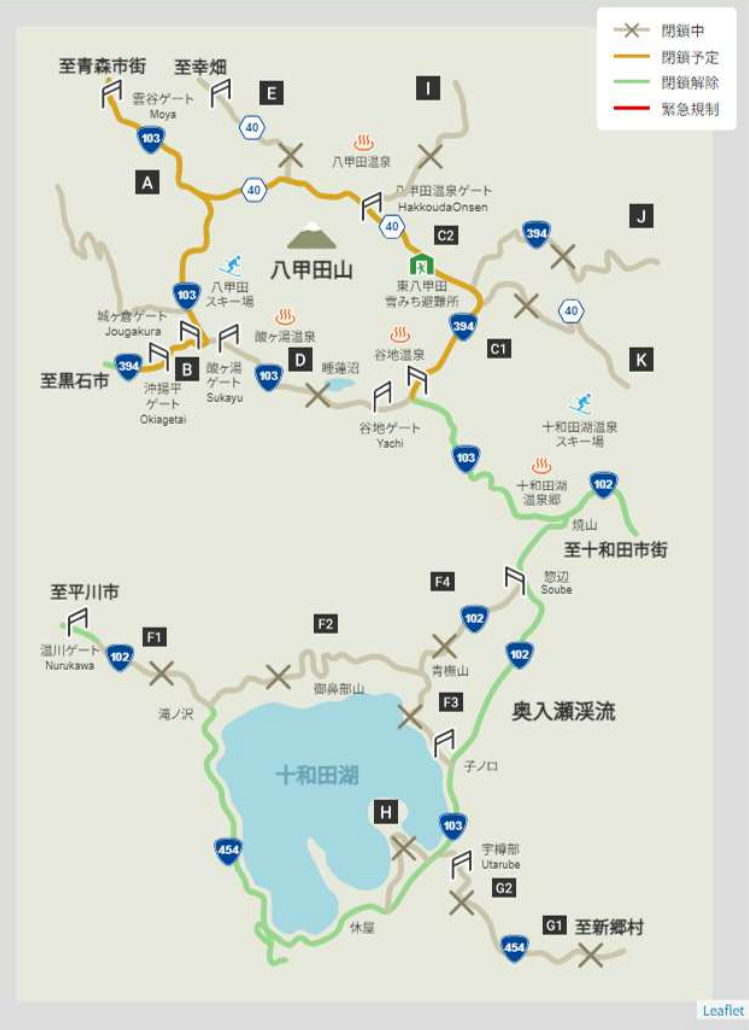 閉鎖中
閉鎖予定
閉鎖解除
緊急規制
至青森市街
至幸畑
E
I
雲谷ゲート
Moya
103
40
八甲田温泉
A
40
八甲田温泉ゲート
HakkoudaOnsen
J
40
C2
394
八甲田山
八甲田
スキー場
東八甲田
雪みち避難所
103
40
城ヶ倉ゲート
Jougakura
酸ヶ湯温泉
394
谷地温泉
C1
K
394
B
D
至黒石市
沖揚平
ゲート
Okiagetai
酸ヶ湯
ゲート
Sukayu
103
睡蓮沼
谷地ゲート
Yachi
十和田湖温泉
スキー場
103
十和田湖
温泉郷
102
焼山
至十和田市街
至平川市
F4
惣辺
Soube
温川ゲート
Nurukawa
F1
F2
102
102
102
青橅山
御鼻部山
滝ノ沢
F3
奥入瀬渓流
子ノ口
十和田湖
H
103
454
宇樽部
Utarube
G2
休屋
G1
至新郷村
454
Leaflet